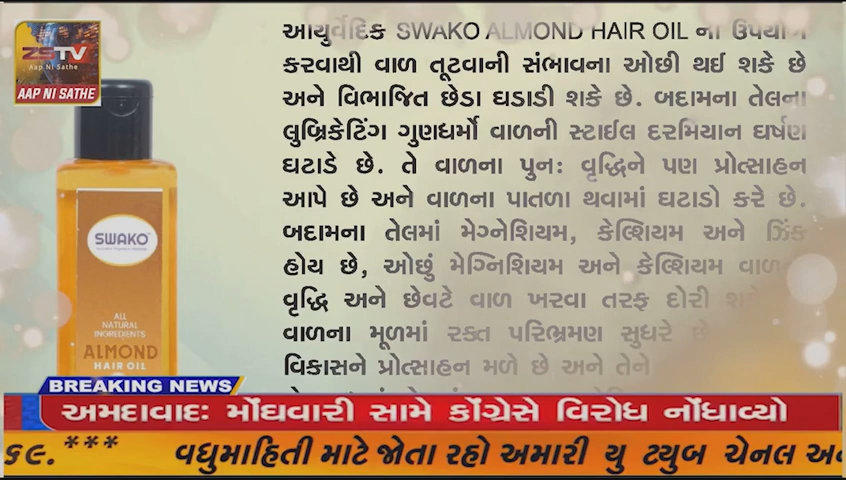 ZSTV
Aap Ni Sathe
AAP NI SATHE
આયુર્વેદિક SWAKO ALMOND HAIR OIL નો ઉપયોગ
કરવાથી વાળ તૂટવાની સંભાવના ઓછી થઈ શકે છે
અને વિભાજિત છેડા ઘડાડી શકે છે. બદામના તેલના
લુબ્રિકેટિંગ ગુણધર્મો વાળની સ્ટાઈલ દરમિયાન ઘર્ષણ
ઘટાડે છે. તે વાળના પુનઃ વૃદ્ધિને પણ પ્રોત્સાહન
આપે છે અને વાળના પાતળા થવામાં ઘટાડો કરે છે.
બદામના તેલમાં મેગ્નેશિયમ, કેલ્શિયમ અને ઝિંક
હોય છે, ઓછું મેગ્નિશિયમ અને કેલ્શિયમ વાળની
વૃદ્ધિ અને છેવટે વાળ ખરવા તરફ દોરી
વાળના મૂળમાં રક્ત પરિભ્રમણ સુધરે
વિકાસને પ્રોત્સાહન મળે છે અને તેને
SWAKO
ALL
NATURAL
INGREDIENTS
ALMOND
HAIR OIL
BREAKING NEWS
અમદાવાદઃ મોંઘવારી સામે કોંગ્રેસે વિરોધ નોંધાવ્યો
૬૯.*** વધુમાહિતી માટે જોતા રહો અમારી યુ ટ્યુબ ચેનલ અન